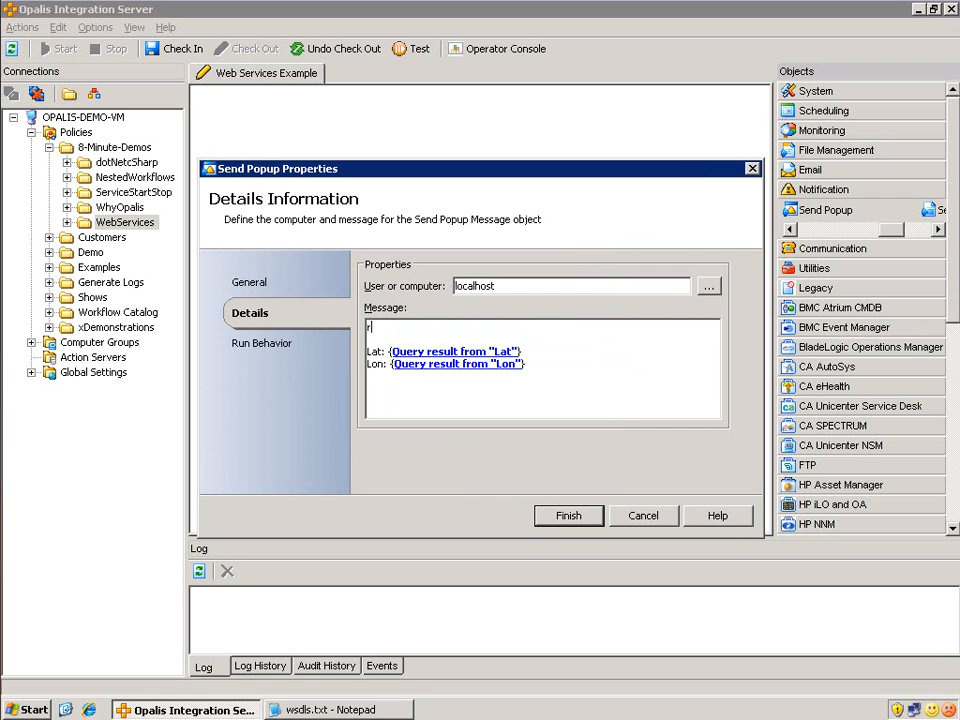 Opalis Integration Server
Actions Edit Options View Help
Start Stop Check In Check Out Undo Check Out Test Operator Console
Connections
Web Services Example
Objects
OPALIS-DEMO-VM
Policies
8-Minute-Demos
dotNetcSharp
NestedWorkflows
ServiceStartStop
WhyOpalis
WebServices
Customers
Demo
Examples
Generate Logs
Shows
Workflow Catalog
xDemonstrations
Computer Groups
Action Servers
Global Settings
Send Popup Properties
Details Information
Define the computer and message for the Send Popup Message object
General
Details
Run Behavior
Properties
User or computer: localhost ...
Message:
r
Lat: {Query result from "Lat"}
Lon: {Query result from "Lon"}
Finish Cancel Help
System
Scheduling
Monitoring
File Management
Email
Notification
Send Popup Se
Communication
Utilities
Legacy
BMC Atrium CMDB
BMC Event Manager
BladeLogic Operations Manager
CA AutoSys
CA eHealth
CA Unicenter Service Desk
CA SPECTRUM
CA Unicenter NSM
FTP
HP Asset Manager
HP iLO and OA
HP NNM
Log
Log Log History Audit History Events
Start Opalis Integration Se... wsdls.txt - Notepad